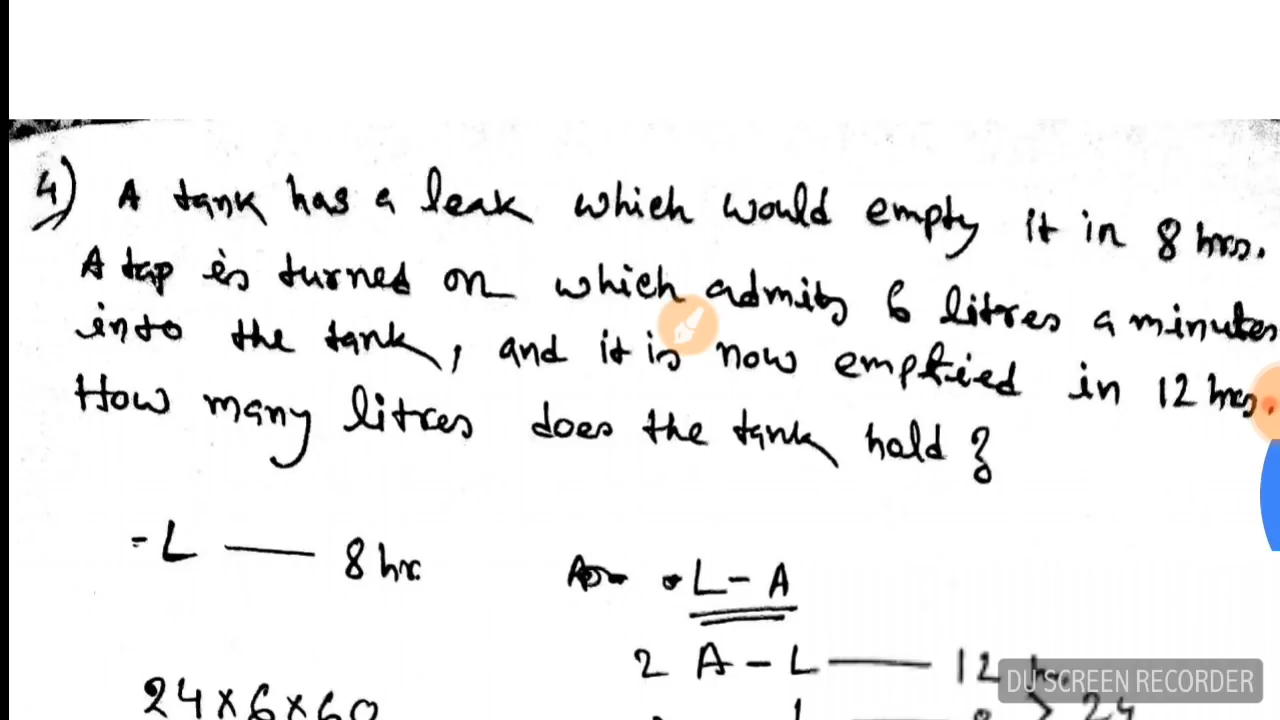 4) A tank has a leak which would empty it in 8 hrs.
A tap is turned on which admits 6 litres a minutes
into the tank, and it is now emptied in 12 hrs.
How many litres does the tank hold ?
- L — 8 hr.
L - A
2 A - L — 12 h
24 x 6 x 60
24
DU SCREEN RECORDER